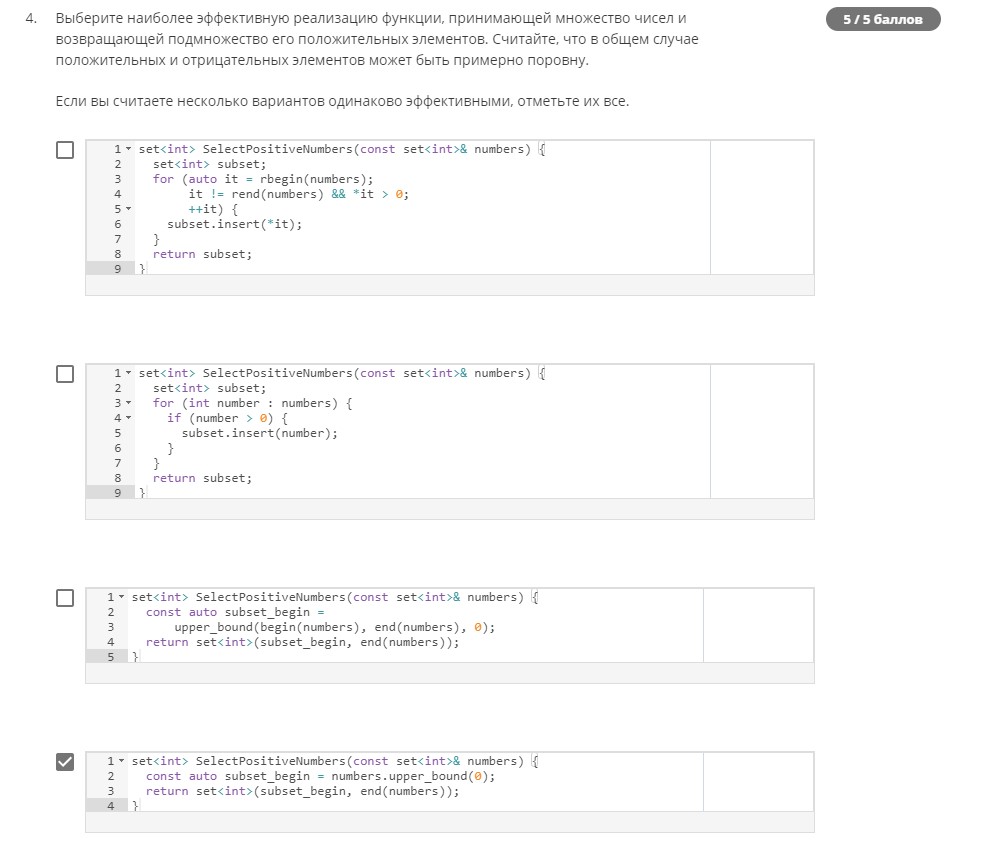 4. Выберите наиболее эффективную реализацию функции, принимающей множество чисел и
5 / 5 баллов
возвращающей подмножество его положительных элементов. Считайте, что в общем случае
положительных и отрицательных элементов может быть примерно поровну.
Если вы считаете несколько вариантов одинаково эффективными, отметьте их все.
1 set<int> SelectPositiveNumbers(const set<int>& numbers) {
2   set<int> subset;
3   for (auto it = rbegin(numbers);
4        it != rend(numbers) && *it > 0;
5        ++it) {
6     subset.insert(*it);
7   }
8   return subset;
9 }
1 set<int> SelectPositiveNumbers(const set<int>& numbers) {
2   set<int> subset;
3   for (int number : numbers) {
4     if (number > 0) {
5       subset.insert(number);
6     }
7   }
8   return subset;
9 }
1 set<int> SelectPositiveNumbers(const set<int>& numbers) {
2   const auto subset_begin =
3       upper_bound(begin(numbers), end(numbers), 0);
4   return set<int>(subset_begin, end(numbers));
5 }
1 set<int> SelectPositiveNumbers(const set<int>& numbers) {
2   const auto subset_begin = numbers.upper_bound(0);
3   return set<int>(subset_begin, end(numbers));
4 }